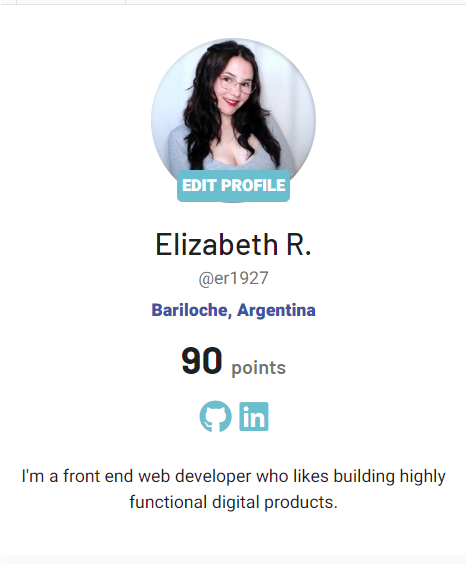 EDIT PROFILE
Elizabeth R.
@er1927
Bariloche, Argentina
90 points
in
I'm a front end web developer who likes building highly
functional digital products.